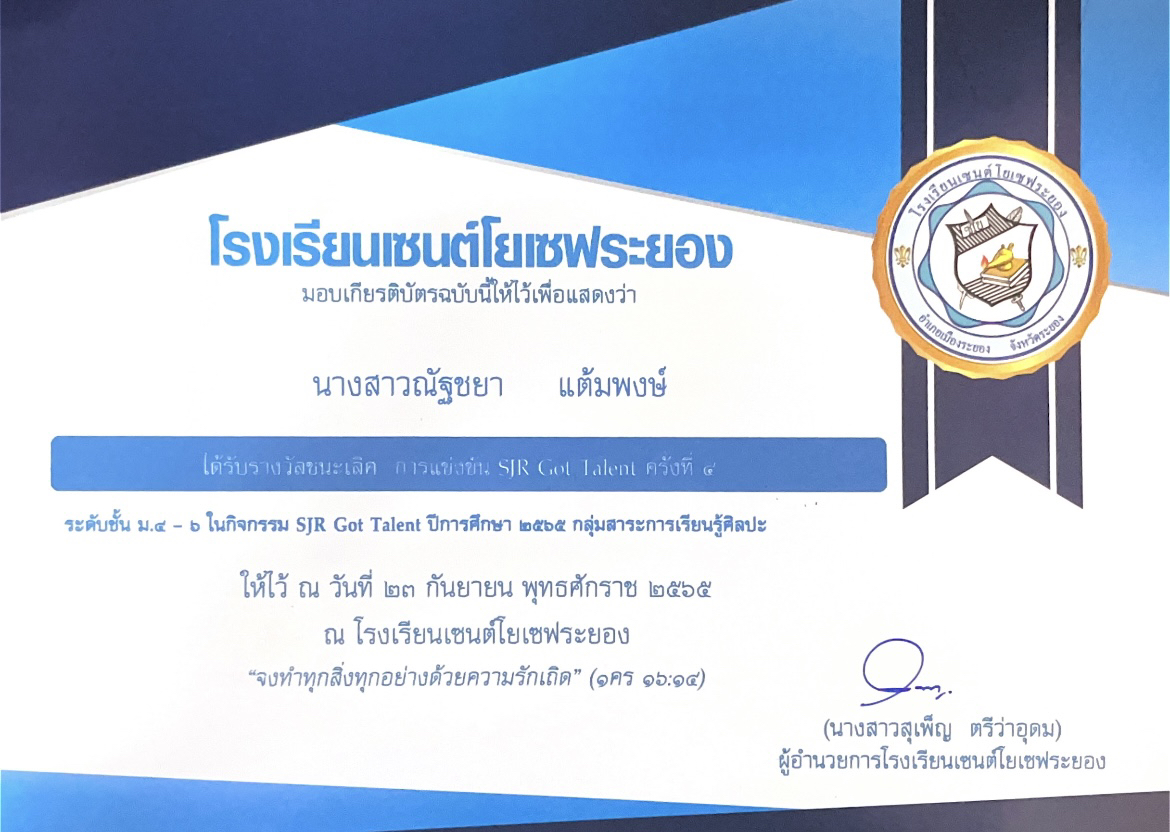 โรงเรียนเซนต์โยเซฟระยอง
มอบเกียรติบัตรฉบับนี้ให้ไว้เพื่อแสดงว่า
นางสาวณัฐชยา แต้มพงษ์
ได้รับรางวัลชนะเลิศ การแข่งขัน SJR Got Talent ครั้งที่ ๔
ระดับชั้น ม.๔ – ๖ ในกิจกรรม SJR Got Talent ปีการศึกษา ๒๕๖๕ กลุ่มสาระการเรียนรู้ศิลปะ
ให้ไว้ ณ วันที่ ๒๓ กันยายน พุทธศักราช ๒๕๖๕
ณ โรงเรียนเซนต์โยเซฟระยอง
“จงทำทุกสิ่งทุกอย่างด้วยความรักเถิด” (๑คร ๑๖:๑๔)
(นางสาวสุเพ็ญ ตรีว่าอุดม)
ผู้อำนวยการโรงเรียนเซนต์โยเซฟระยอง
โรงเรียนเซนต์โยเซฟระยอง
อำเภอเมืองระยอง จังหวัดระยอง